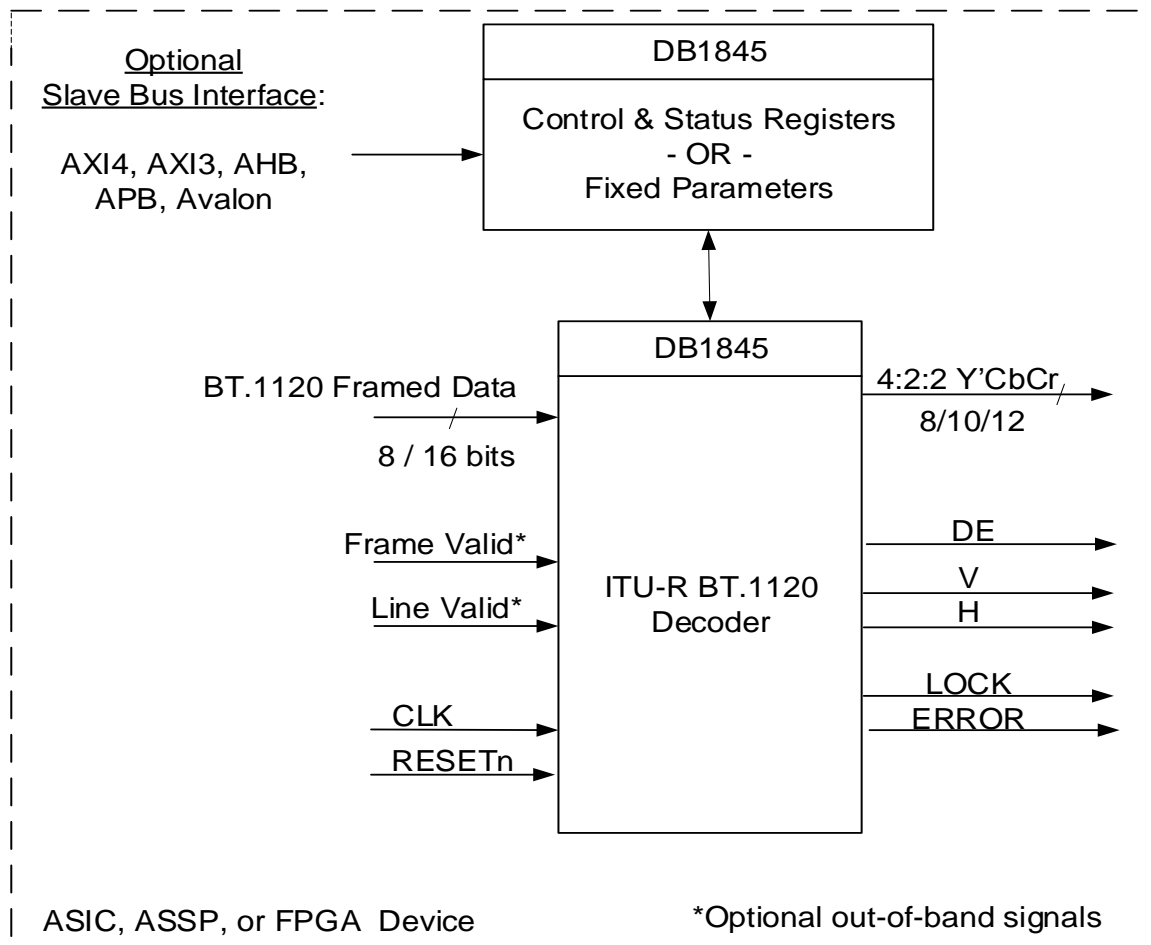 Optional
Slave Bus Interface:
AXI4, AXI3, AHB,
APB, Avalon
DB1845
Control & Status Registers
- OR -
Fixed Parameters
DB1845
ITU-R BT.1120
Decoder
BT.1120 Framed Data
8 / 16 bits
Frame Valid*
Line Valid*
CLK
RESETn
4:2:2 Y'CbCr
8/10/12
DE
V
H
LOCK
ERROR
ASIC, ASSP, or FPGA Device
*Optional out-of-band signals